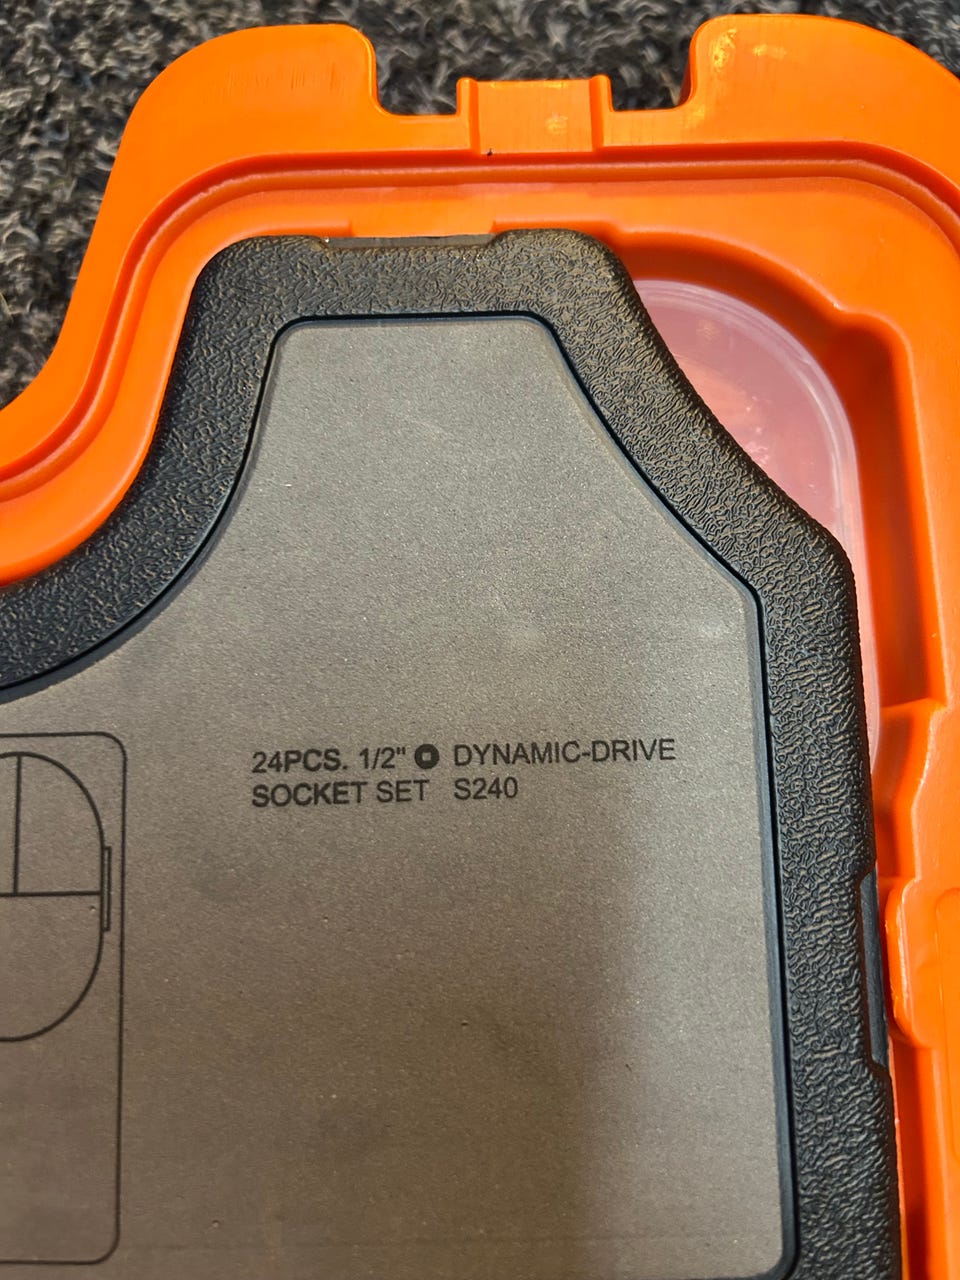 24PCS. 1/2" DYNAMIC-DRIVE
SOCKET SET S240